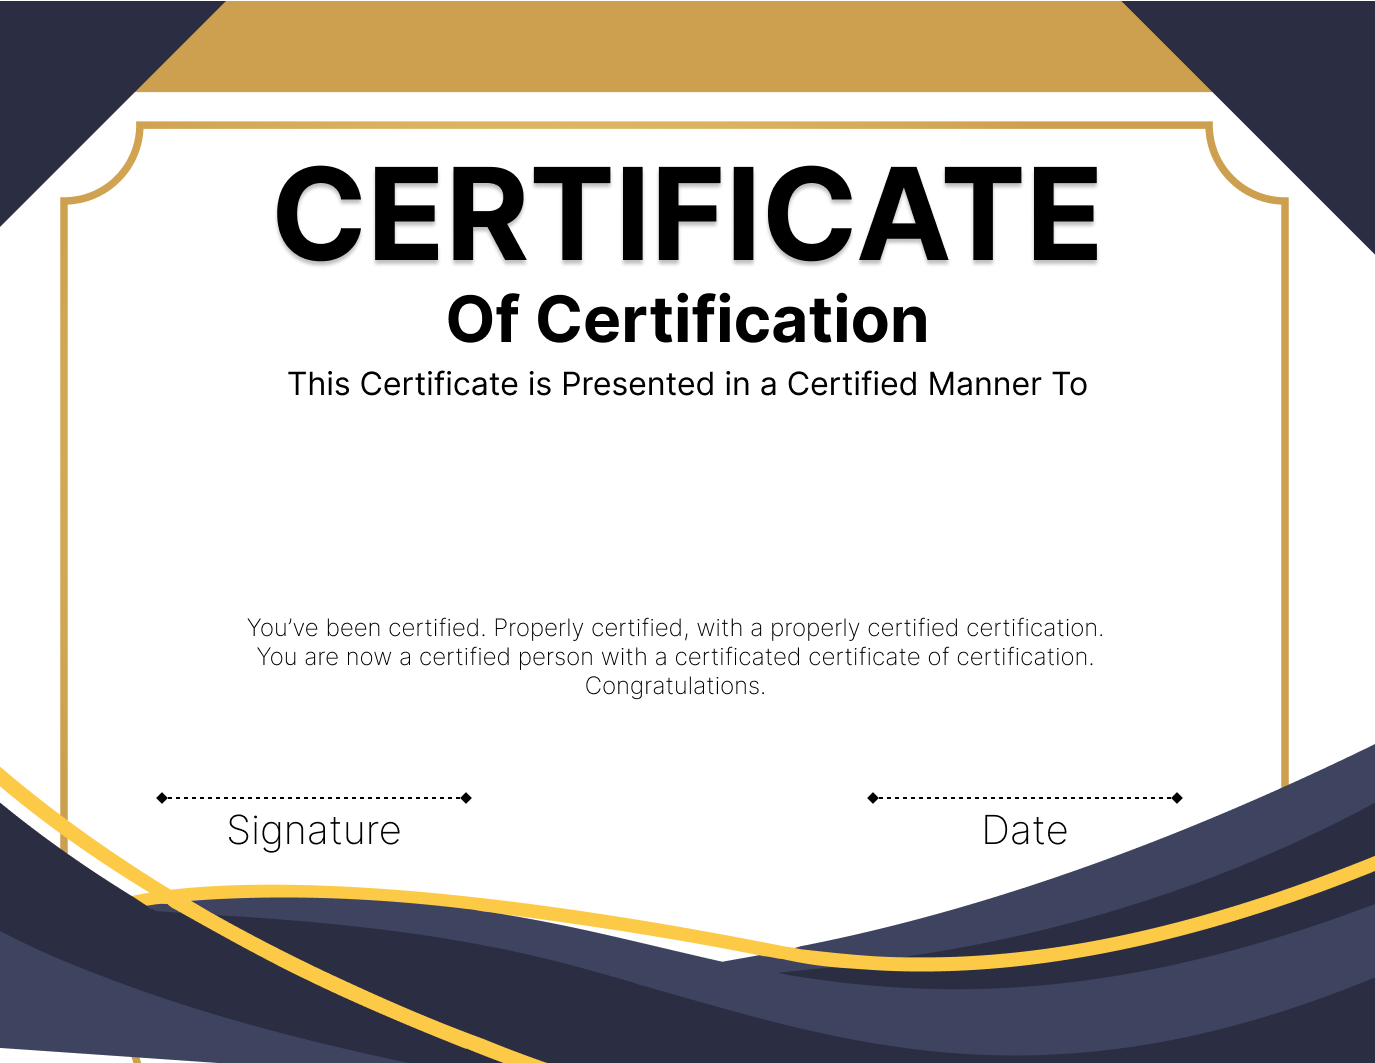 CERTIFICATE
Of Certification
This Certificate is Presented in a Certified Manner To
You’ve been certified. Properly certified, with a properly certified certification.
You are now a certified person with a certificated certificate of certification.
Congratulations.
Signature
Date